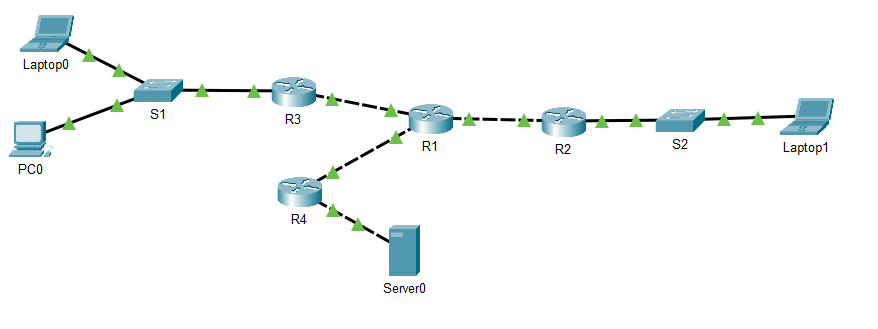 Laptop0
S1
R3
R1
R2
S2
Laptop1
PC0
R4
Server0